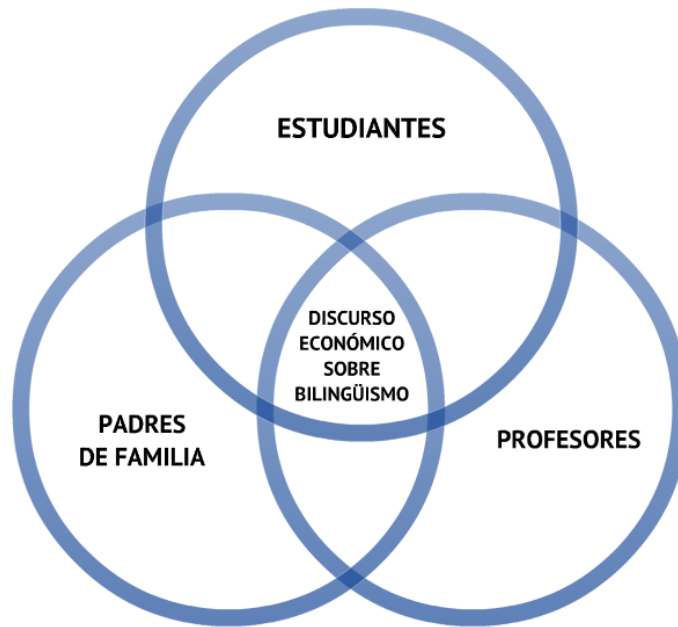 ESTUDIANTES
DISCURSO
ECONÓMICO
SOBRE
BILINGÜISMO
PADRES
DE FAMILIA
PROFESORES